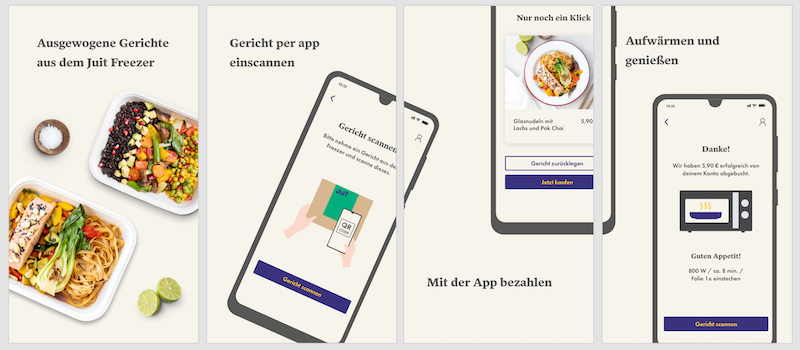 Ausgewogene Gerichte
aus dem Juit Freezer
Gericht per app
einscannen
12:22
Gericht scannen
Bitte nehme ein Gericht aus dem
Freezer und scanne dieses.
Juit
QR
CODE
Gericht scannen
Nur noch ein Klick
Glasnudeln mit
Lachs und Pak Choi
5,90
Gericht zurücklegen
Jetzt kaufen
Mit der App bezahlen
Aufwärmen und
genießen
12:22
Danke!
Wir haben 5,90 € erfolgreich von
deinem Konto abgebucht.
Guten Appetit!
800 W / ca. 8 min. /
Folie 1x einstechen
Gericht scannen